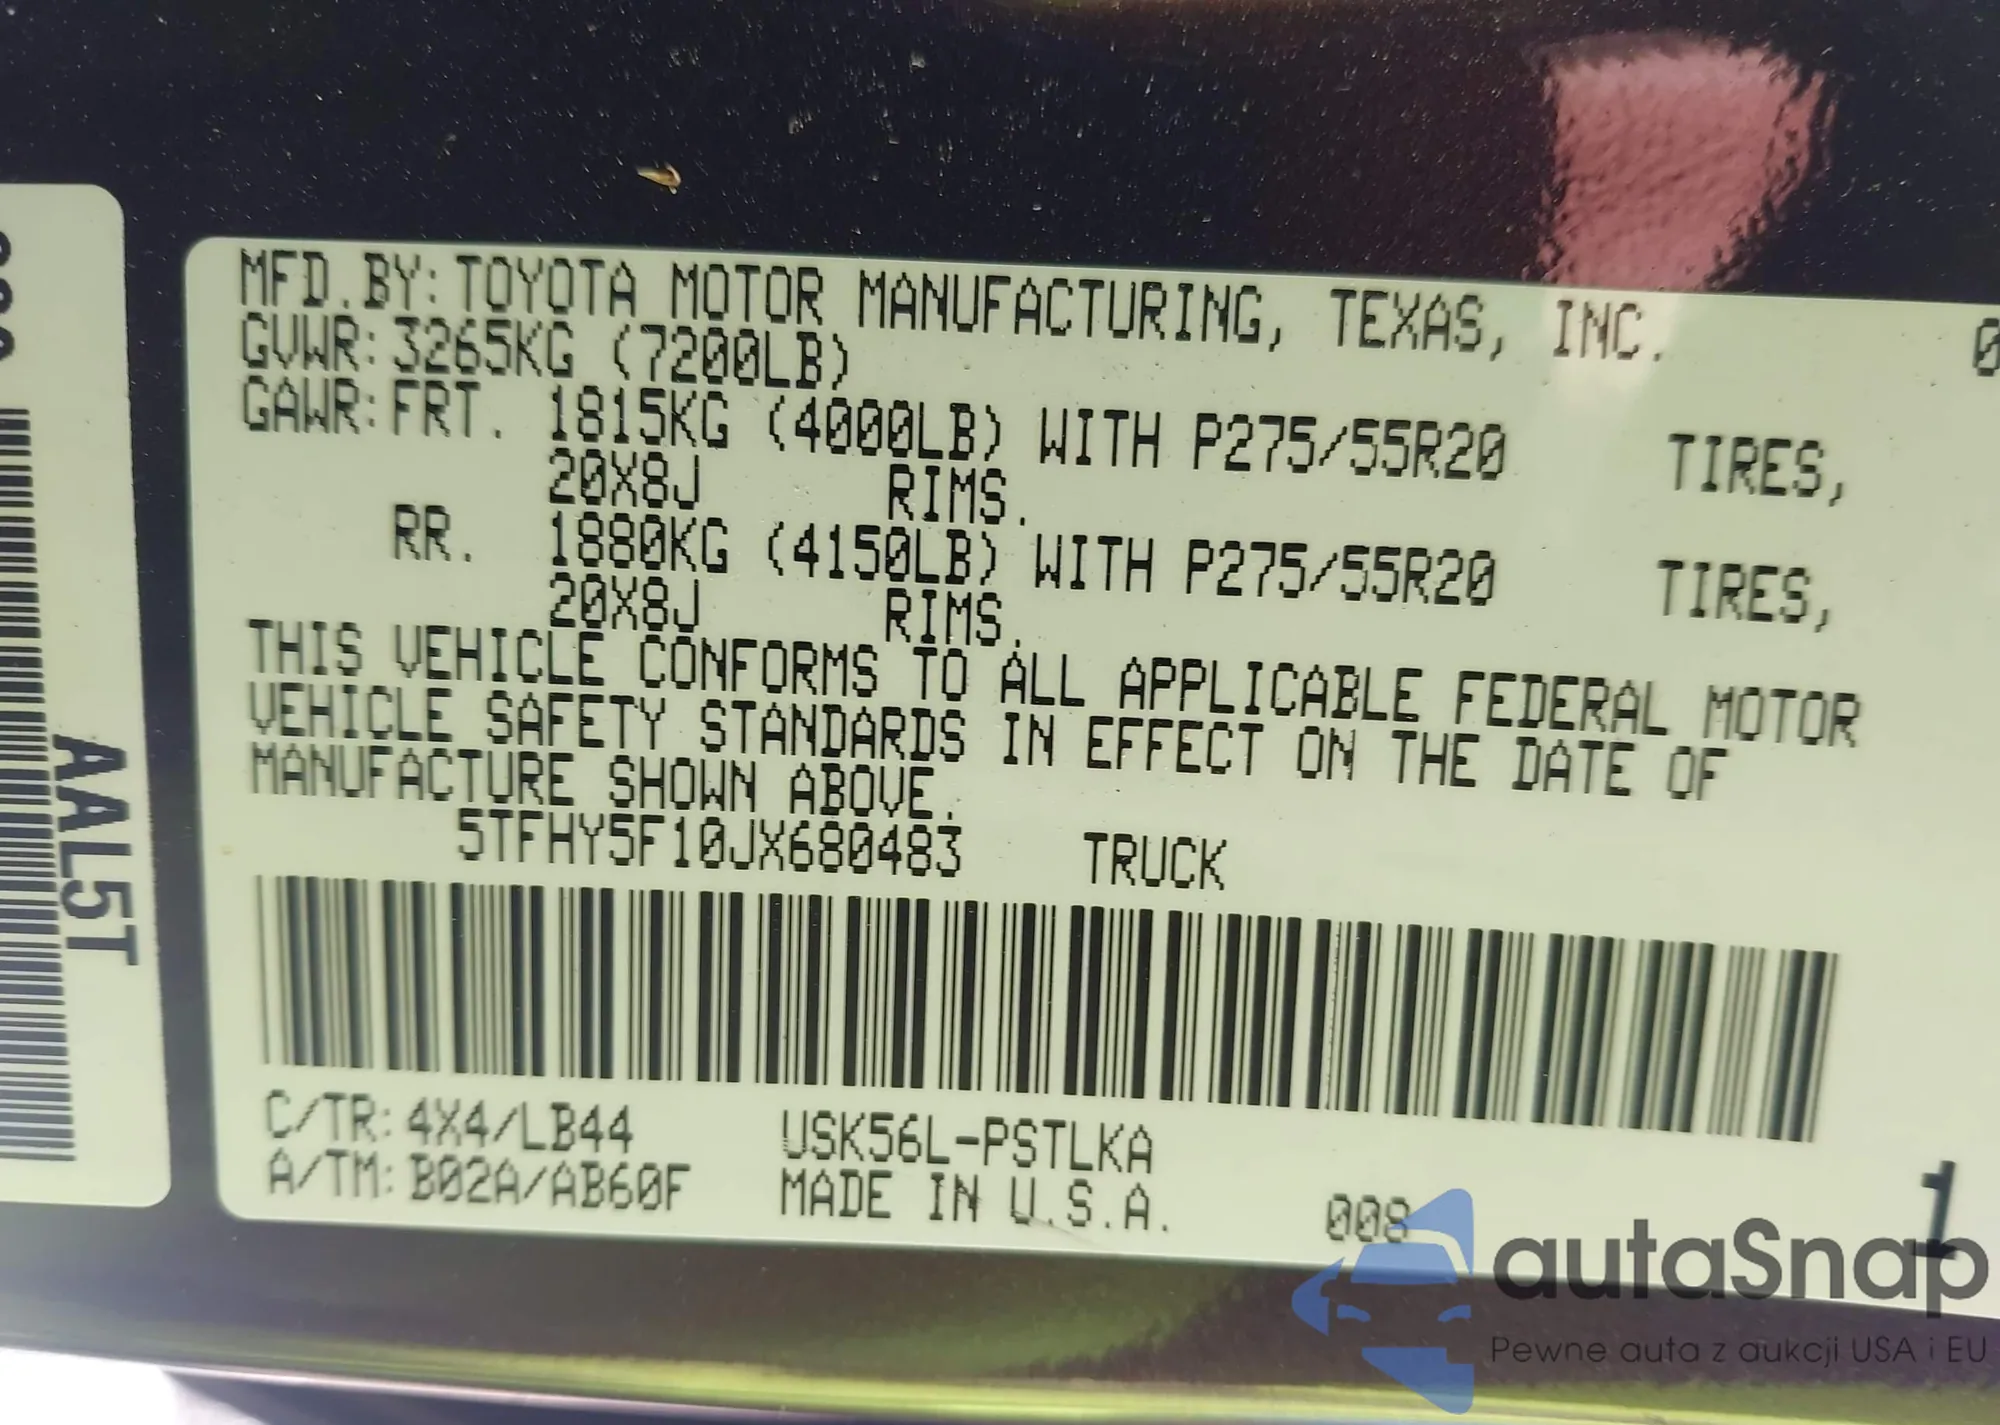 MFD.BY:TOYOTA MOTOR MANUFACTURING, TEXAS, INC. 0
GVWR:3265KG (7200LB)
GAWR:FRT. 1815KG (4000LB) WITH P275/55R20 TIRES,
20X8J RIMS.
RR. 1880KG (4150LB) WITH P275/55R20 TIRES,
20X8J RIMS.
THIS VEHICLE CONFORMS TO ALL APPLICABLE FEDERAL MOTOR
VEHICLE SAFETY STANDARDS IN EFFECT ON THE DATE OF
MANUFACTURE SHOWN ABOVE.
5TFHY5F10JX680483 TRUCK
C/TR:4X4/LB44 USK56L-PSTLKA
A/TM:B02A/AB60F MADE IN U.S.A. 008
1
AAL5T
autaSnap
Pewne auta z aukcji USA i EU